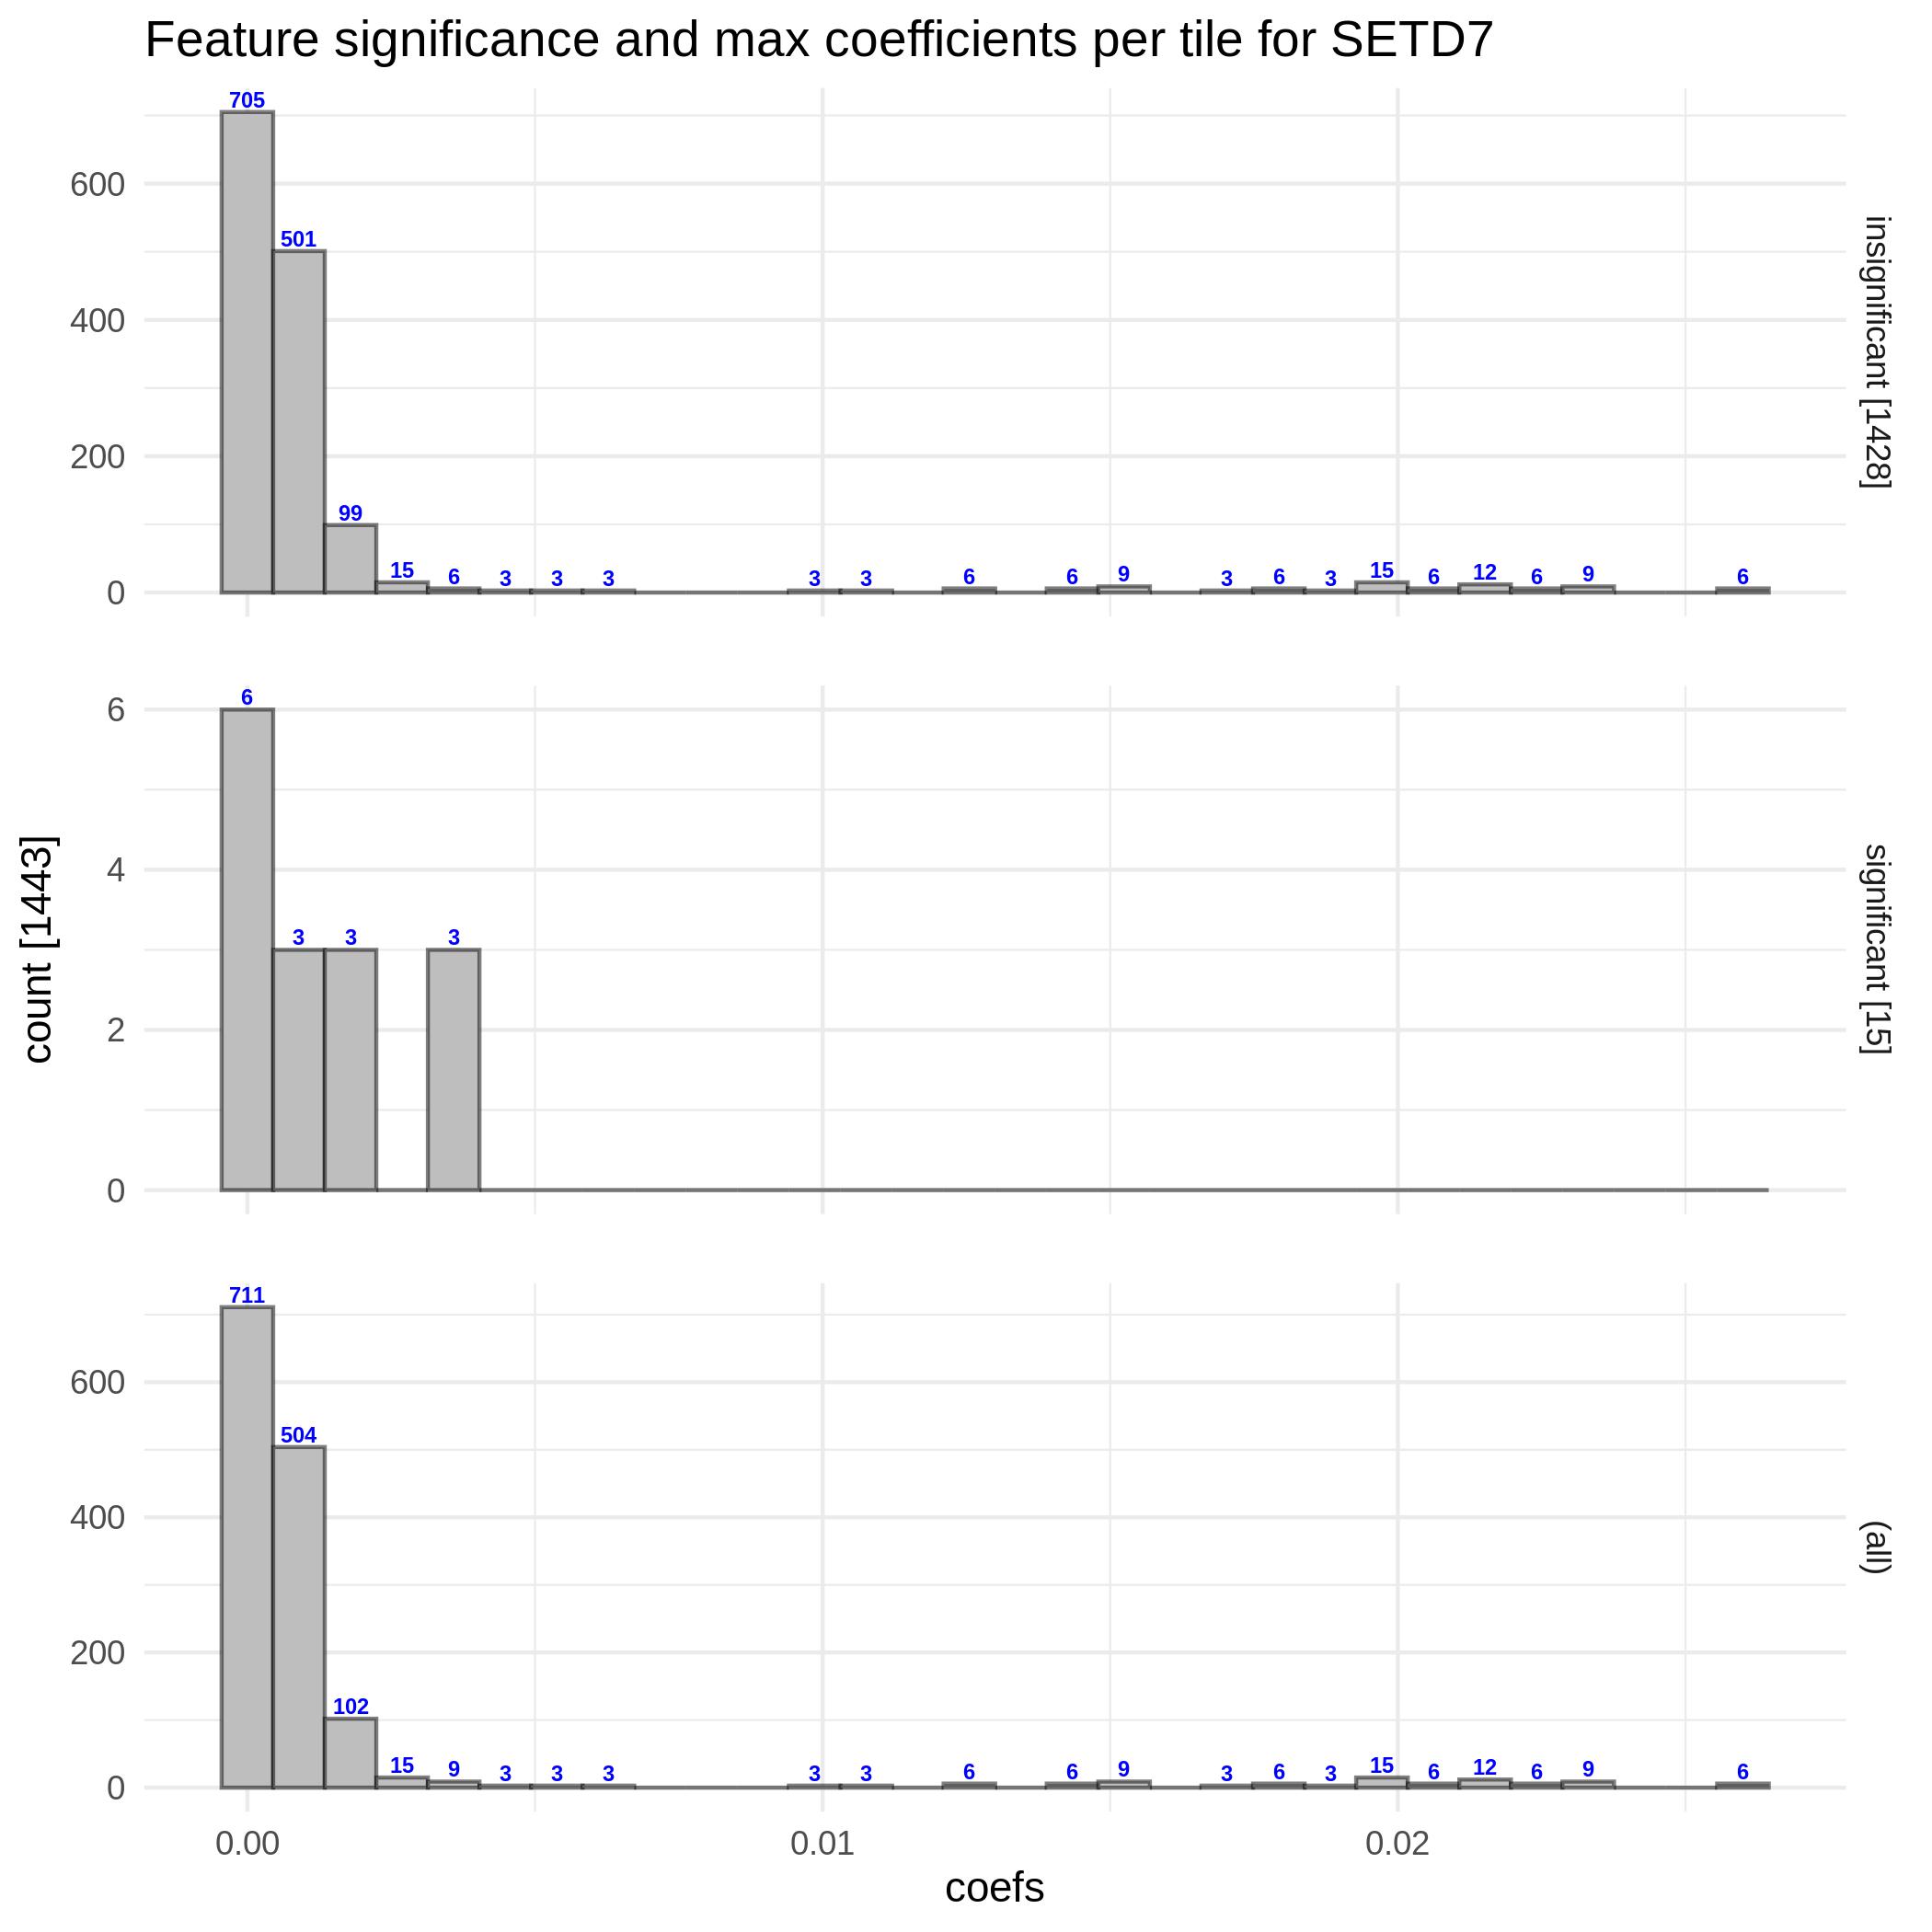 Feature significance and max coefficients per tile for SETD7
705
501
99
15 6 3 3 3 3 3 6 6 9 3 6 3 15 6 12 6 9 6
600
400
200
0
insignificant [1428]
6
3 3 3
6
4
2
0
significant [15]
count [1443]
711
504
102
15 9 3 3 3 3 3 6 6 9 3 6 3 15 6 12 6 9 6
600
400
200
0
(all)
0.00 0.01 0.02
coefs